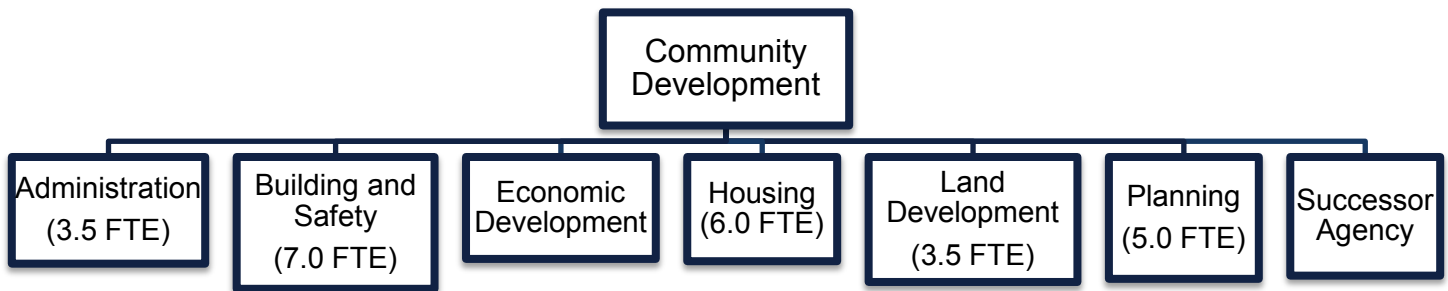 Community
Development
Administration
(3.5 FTE)
Building and
Safety
(7.0 FTE)
Economic
Development
Housing
(6.0 FTE)
Land
Development
(3.5 FTE)
Planning
(5.0 FTE)
Successor
Agency